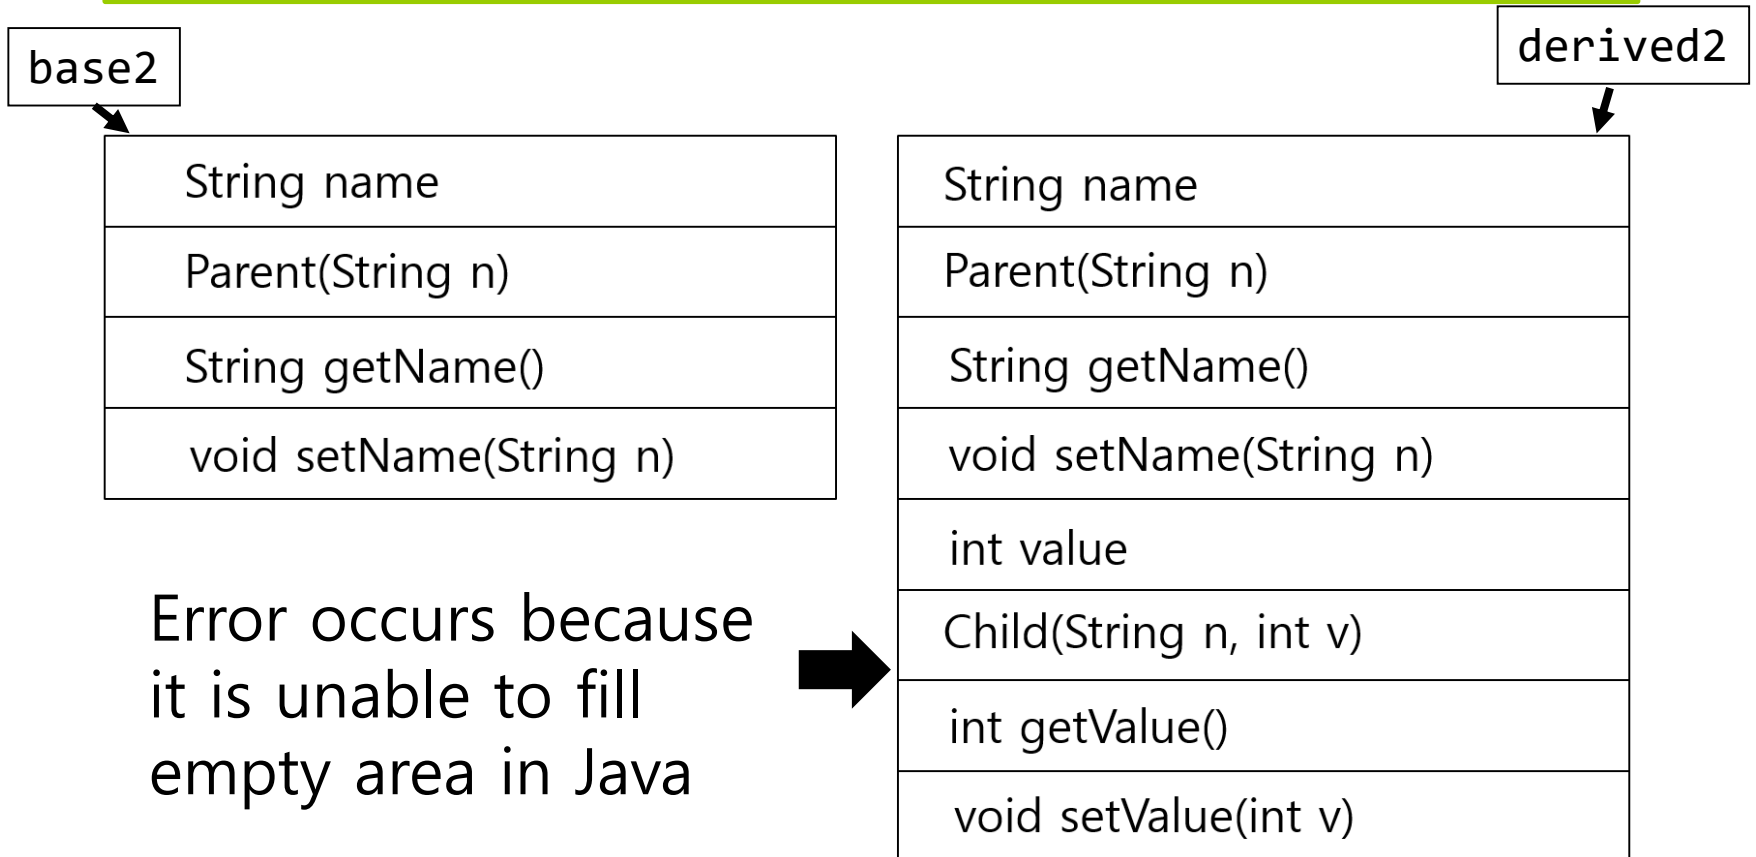 base2
derived2
String name
Parent(String n)
String getName()
void setName(String n)
String name
Parent(String n)
String getName()
void setName(String n)
int value
Child(String n, int v)
int getValue()
void setValue(int v)
Error occurs because
it is unable to fill
empty area in Java